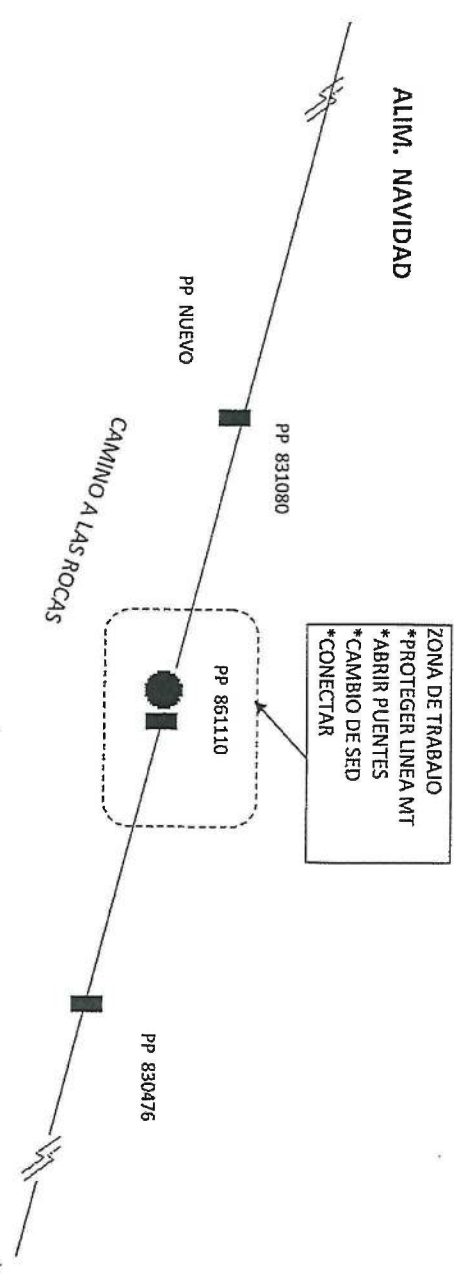 ALIM. NAVIDAD
ZONA DE TRABAJO
*PROTEGER LINEA MT
*ABRIR PUENTES
*CAMBIO DE SED
*CONECTAR
PP 831080
PP NUEVO
PP 861110
CAMINO A LAS ROCAS
PP 830476